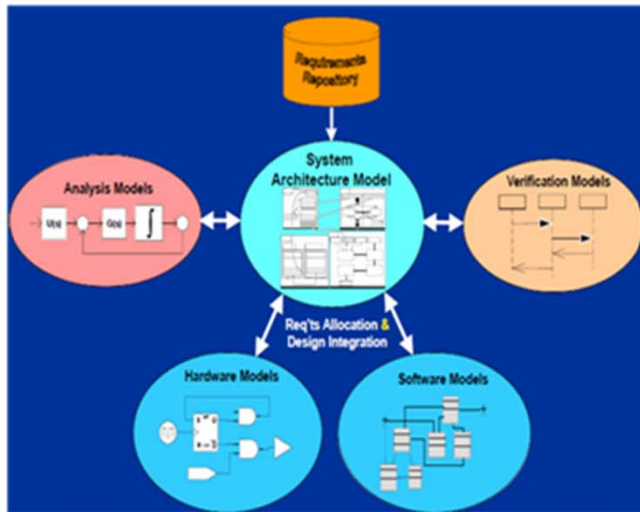 Requirements
Repository
System
Architecture Model
Analysis Models
U(s)
G(s)
∫
Verification Models
Req'ts Allocation &
Design Integration
Hardware Models
Software Models